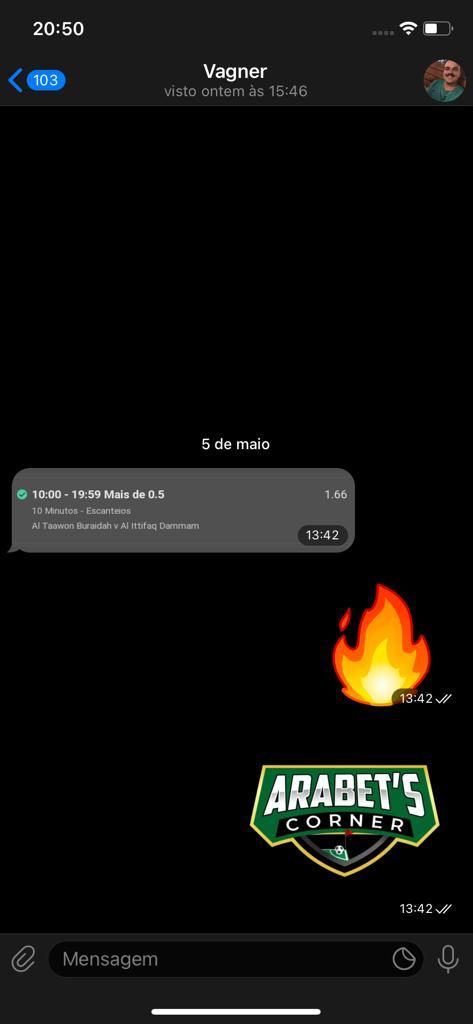 20:50
103
Vagner
visto ontem às 15:46
5 de maio
10:00 - 19:59 Mais de 0.5 1.66
10 Minutos - Escanteios
Al Taawon Buraidah v Al Ittifaq Dammam
13:42
13:42
ARABET'S
CORNER
13:42
Mensagem